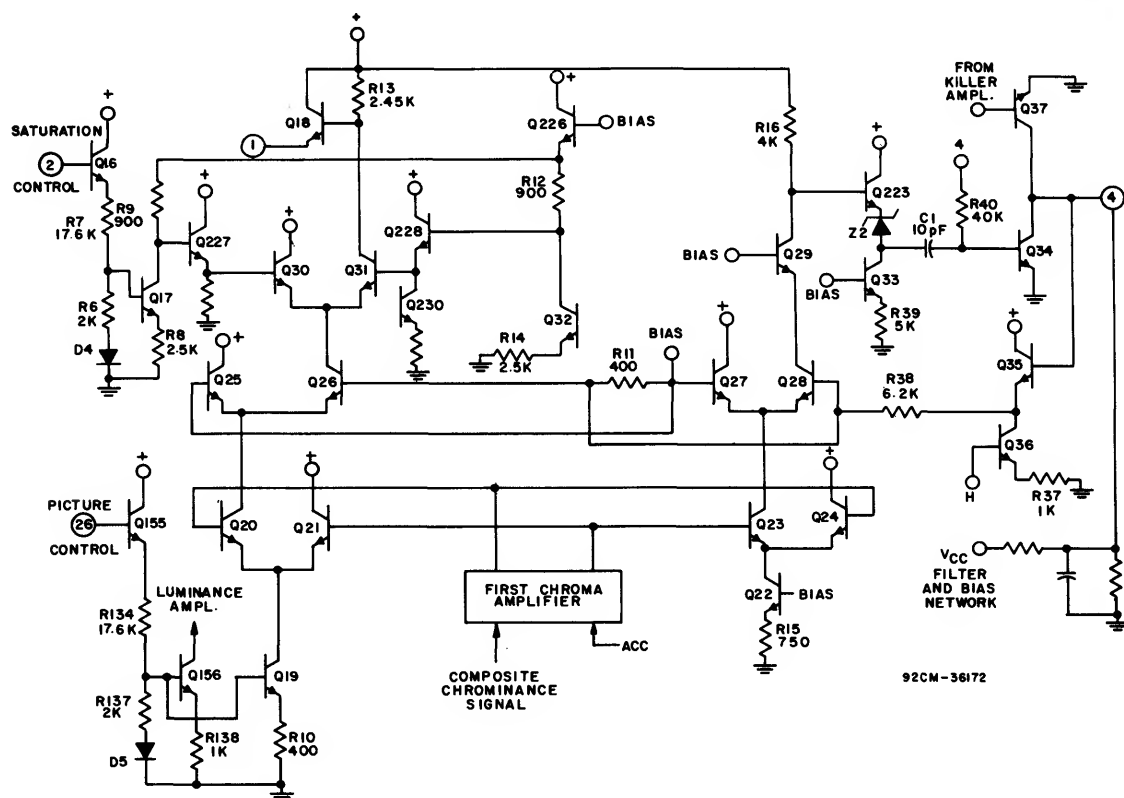 +
+
R13
2.45K
Q18
1
+
Q226
BIAS
SATURATION
2
Q16
CONTROL
R7
17.6K
R9
900
+
Q227
+
Q30
Q31
+
Q228
R12
900
Q230
R6
2K
D4
Q17
R8
2.5K
+
Q25
Q26
R14
2.5K
Q32
R11
400
BIAS
+
Q27
Q28
R16
4K
BIAS
Q29
+
Q223
Z2
Q33
BIAS
R39
5K
C1
10pF
4
R40
40K
FROM
KILLER
AMPL.
Q37
4
Q34
+
Q35
R38
6.2K
Q36
H
R37
1K
VCC
FILTER
AND BIAS
NETWORK
+
PICTURE
26
Q155
CONTROL
+
Q20
Q21
Q23
+
Q24
LUMINANCE
AMPL.
R134
17.6K
Q156
Q19
R137
2K
D5
R138
1K
R10
400
FIRST CHROMA
AMPLIFIER
ACC
COMPOSITE
CHROMINANCE
SIGNAL
Q22
BIAS
R15
750
92CM-36172